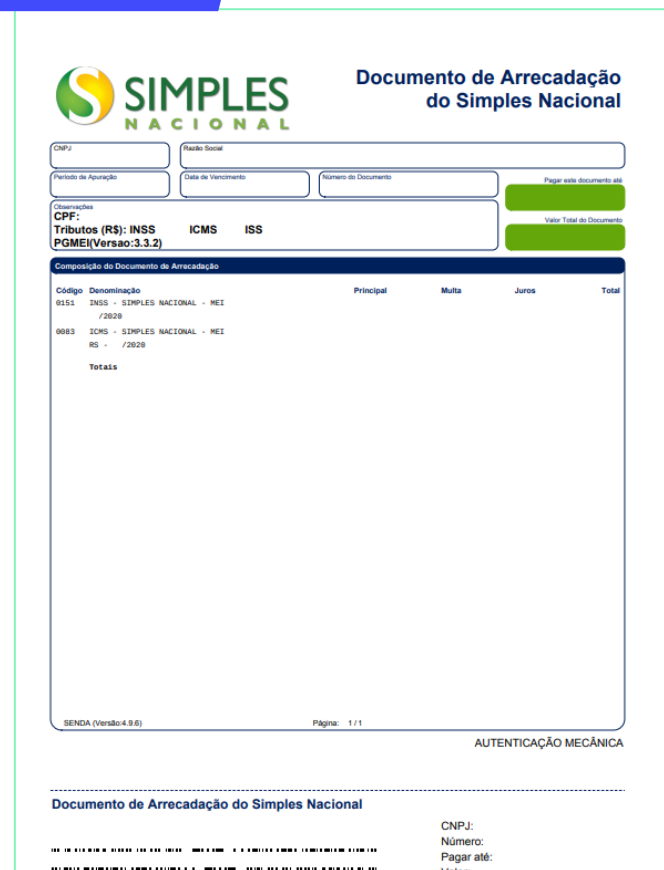 SIMPLES
NACIONAL
Documento de Arrecadação
do Simples Nacional
CNPJ
Razão Social
Período de Apuração
Data de Vencimento
Número do Documento
Pagar este documento até
Observações
CPF:
Tributos (R$): INSS ICMS ISS
PGMEI(Versao:3.3.2)
Valor Total do Documento
Composição do Documento de Arrecadação
Código Denominação Principal Multa Juros Total
0151 INSS - SIMPLES NACIONAL - MEI
/2020
0083 ICMS - SIMPLES NACIONAL - MEI
RS - /2020
Totais
SENDA (Versão:4.9.6)
Página: 1 / 1
AUTENTICAÇÃO MECÂNICA
Documento de Arrecadação do Simples Nacional
CNPJ:
Número:
Pagar até: